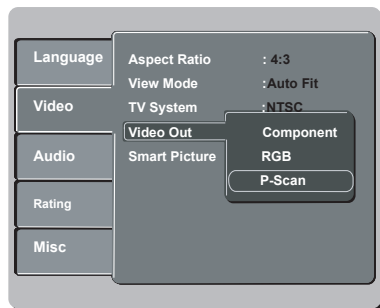 Language
Video
Audio
Rating
Misc
Aspect Ratio : 4:3
View Mode :Auto Fit
TV System :NTSC
Video Out
Smart Picture
Component
RGB
P-Scan